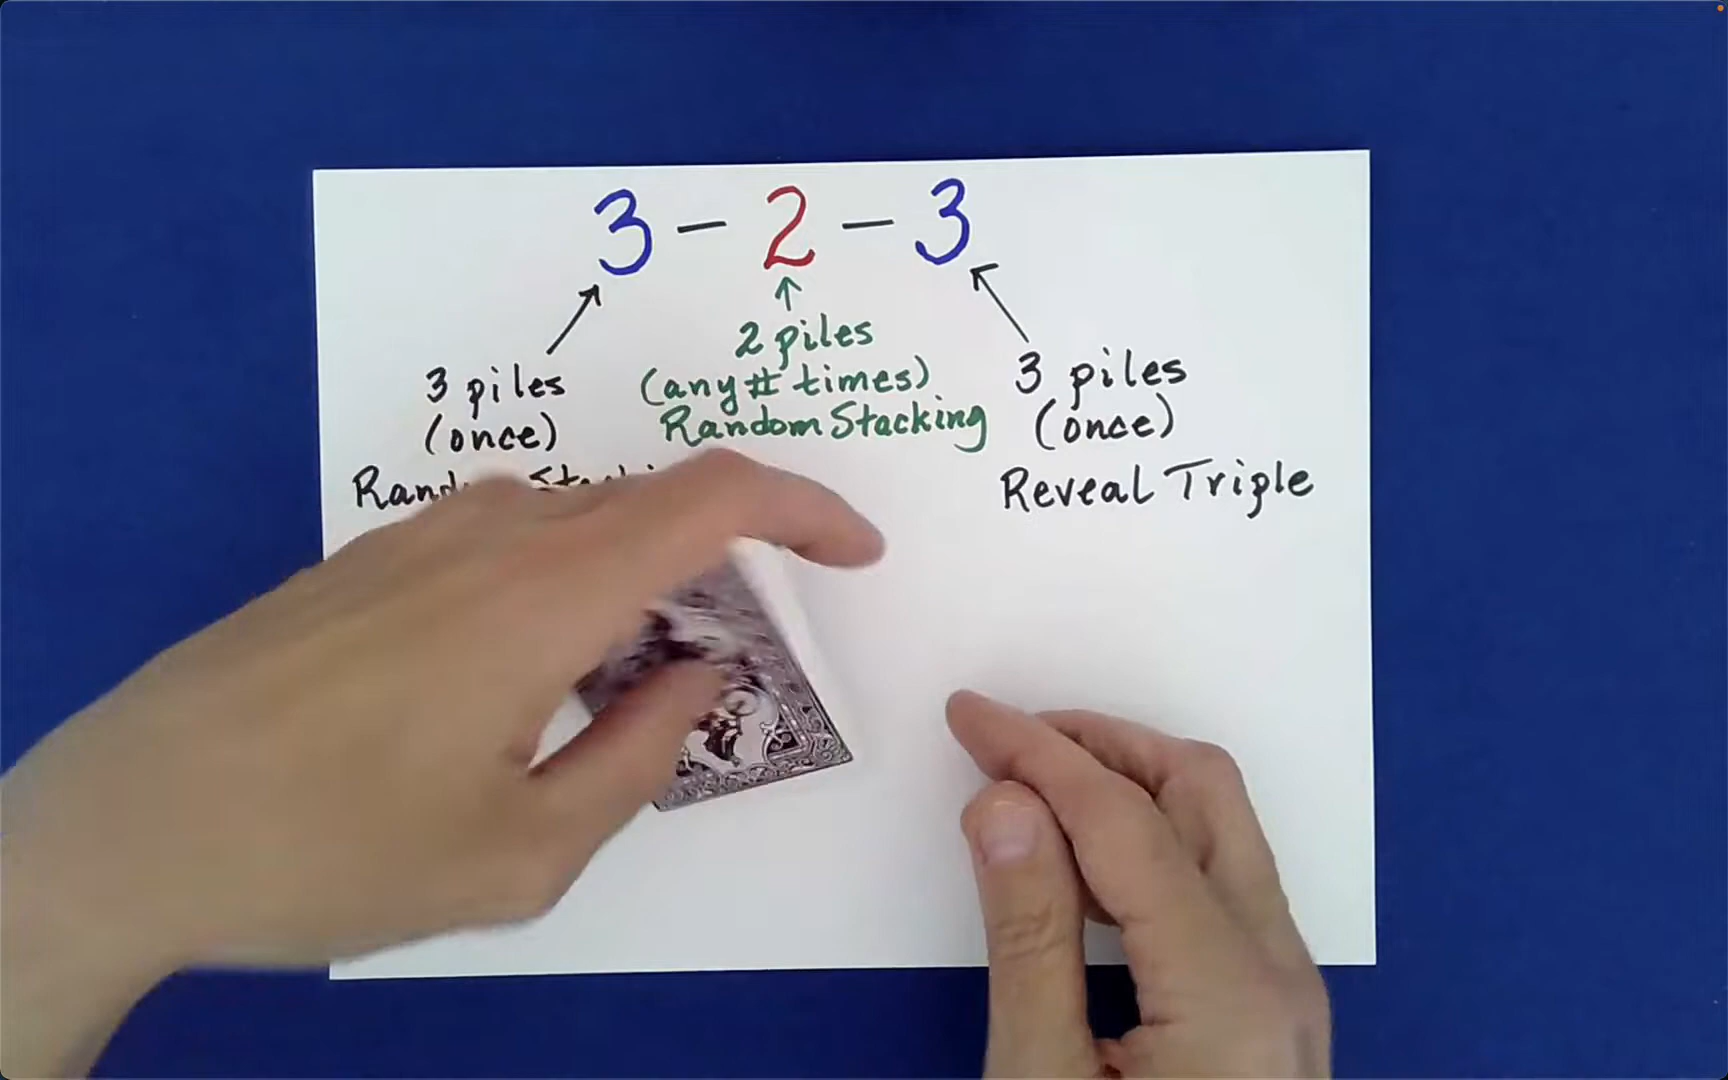 3 - 2 - 3
3 piles
(once)
2 piles
(any # times)
Random Stacking
3 piles
(once)
Reveal Triple